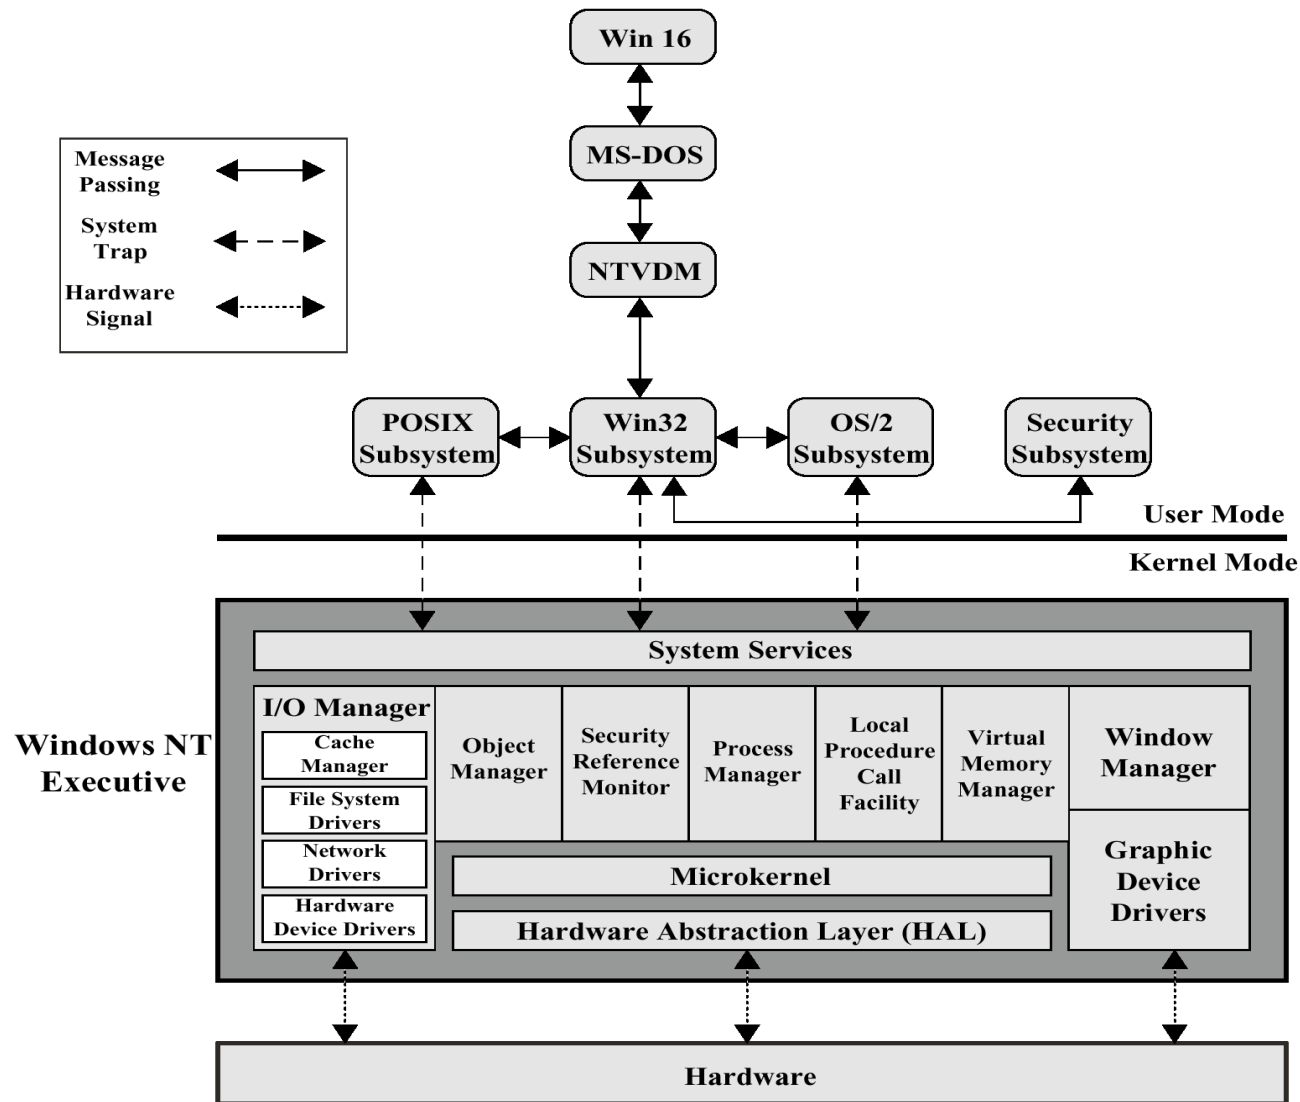 Win 16
MS-DOS
NTVDM
Message
Passing
System
Trap
Hardware
Signal
POSIX
Subsystem
Win32
Subsystem
OS/2
Subsystem
Security
Subsystem
User Mode
Kernel Mode
Windows NT
Executive
System Services
I/O Manager
Cache
Manager
File System
Drivers
Network
Drivers
Hardware
Device Drivers
Object
Manager
Security
Reference
Monitor
Process
Manager
Local
Procedure
Call
Facility
Virtual
Memory
Manager
Window
Manager
Graphic
Device
Drivers
Microkernel
Hardware Abstraction Layer (HAL)
Hardware